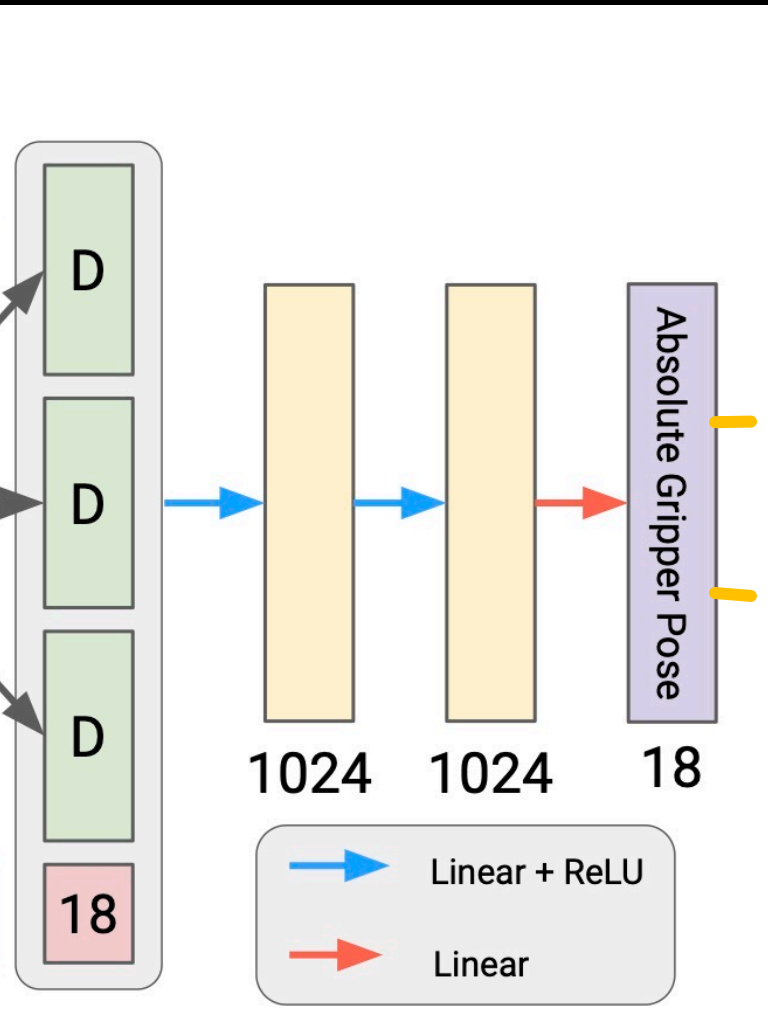 D
D
D
18
1024
1024
Absolute Gripper Pose
18
Linear + ReLU
Linear